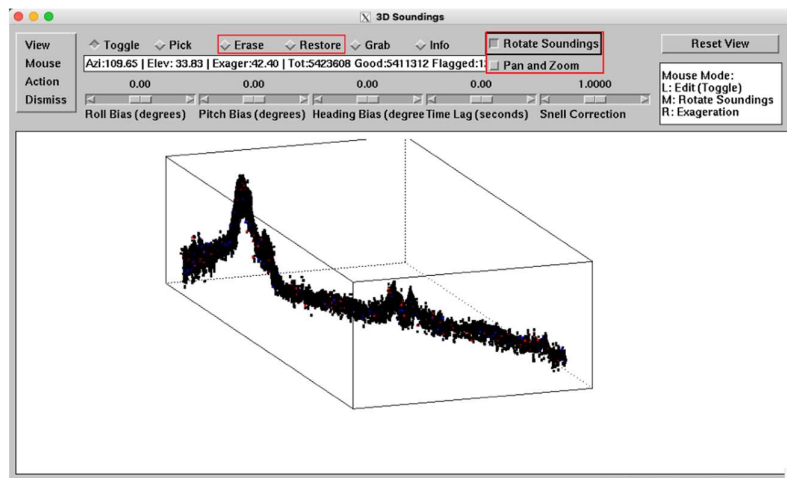 3D Soundings
View
Toggle Pick Erase Restore Grab Info Rotate Soundings Reset View
Mouse
Azi:109.65 | Elev: 33.83 | Exager:42.40 | Tot:5423608 Good:5411312 Flagged:
Pan and Zoom
Action
0.00 0.00 0.00 0.00 1.0000
Dismiss
Roll Bias (degrees) Pitch Bias (degrees) Heading Bias (degree Time Lag (seconds) Snell Correction
Mouse Mode:
L: Edit (Toggle)
M: Rotate Soundings
R: Exageration